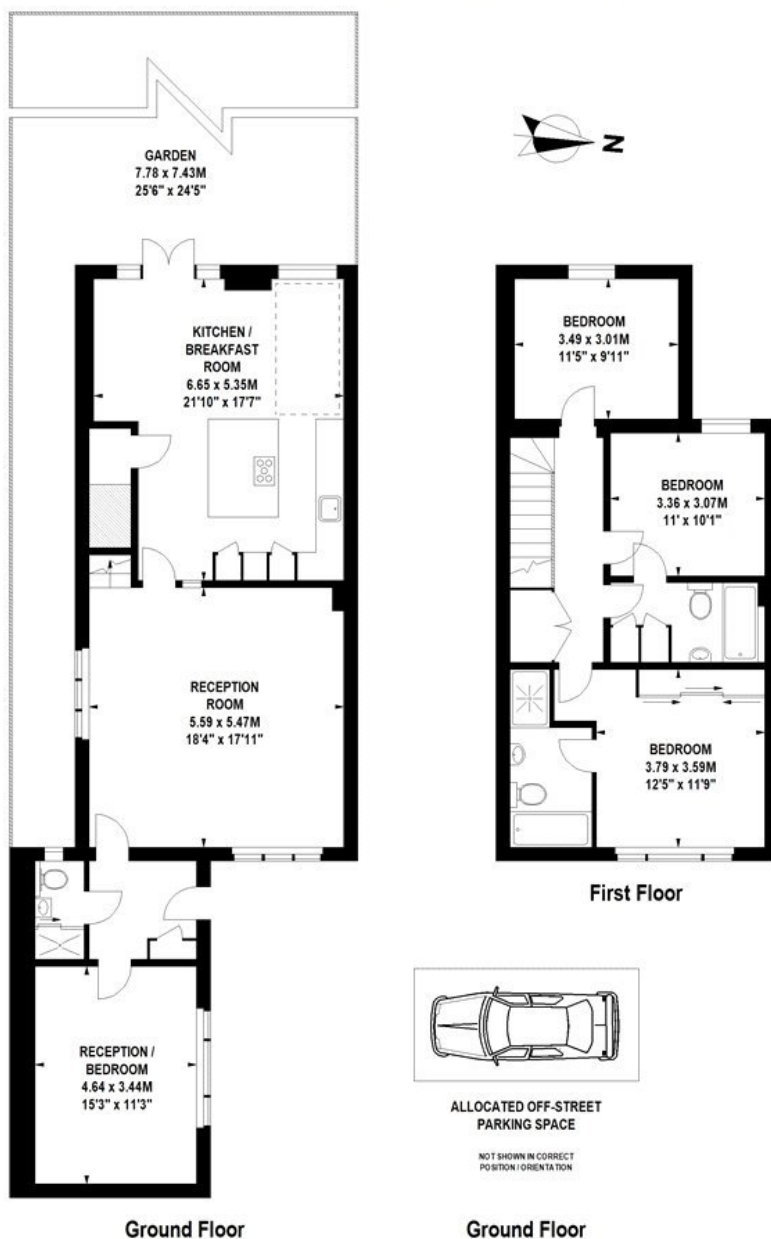 GARDEN
7.78 x 7.43M
25'6" x 24'5"
N
KITCHEN /
BREAKFAST
ROOM
6.65 x 5.35M
21'10" x 17'7"
RECEPTION
ROOM
5.59 x 5.47M
18'4" x 17'11"
RECEPTION /
BEDROOM
4.64 x 3.44M
15'3" x 11'3"
Ground Floor
BEDROOM
3.49 x 3.01M
11'5" x 9'11"
BEDROOM
3.36 x 3.07M
11' x 10'1"
BEDROOM
3.79 x 3.59M
12'5" x 11'9"
First Floor
ALLOCATED OFF-STREET
PARKING SPACE
NOT SHOWN IN CORRECT
POSITION / ORIENTATION
Ground Floor